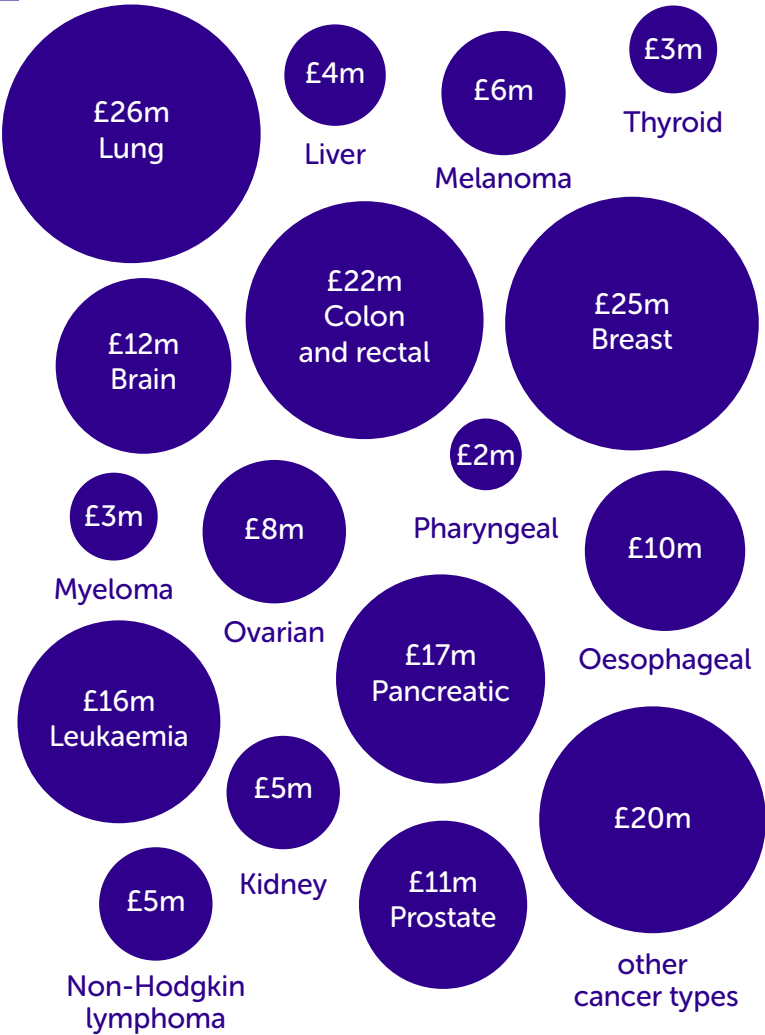 £26m
Lung
£4m
Liver
£6m
Melanoma
£3m
Thyroid
£12m
Brain
£22m
Colon
and rectal
£25m
Breast
£3m
Myeloma
£8m
Ovarian
£2m
Pharyngeal
£10m
Oesophageal
£16m
Leukaemia
£17m
Pancreatic
£5m
Kidney
£20m
other
cancer types
£5m
Non-Hodgkin
lymphoma
£11m
Prostate